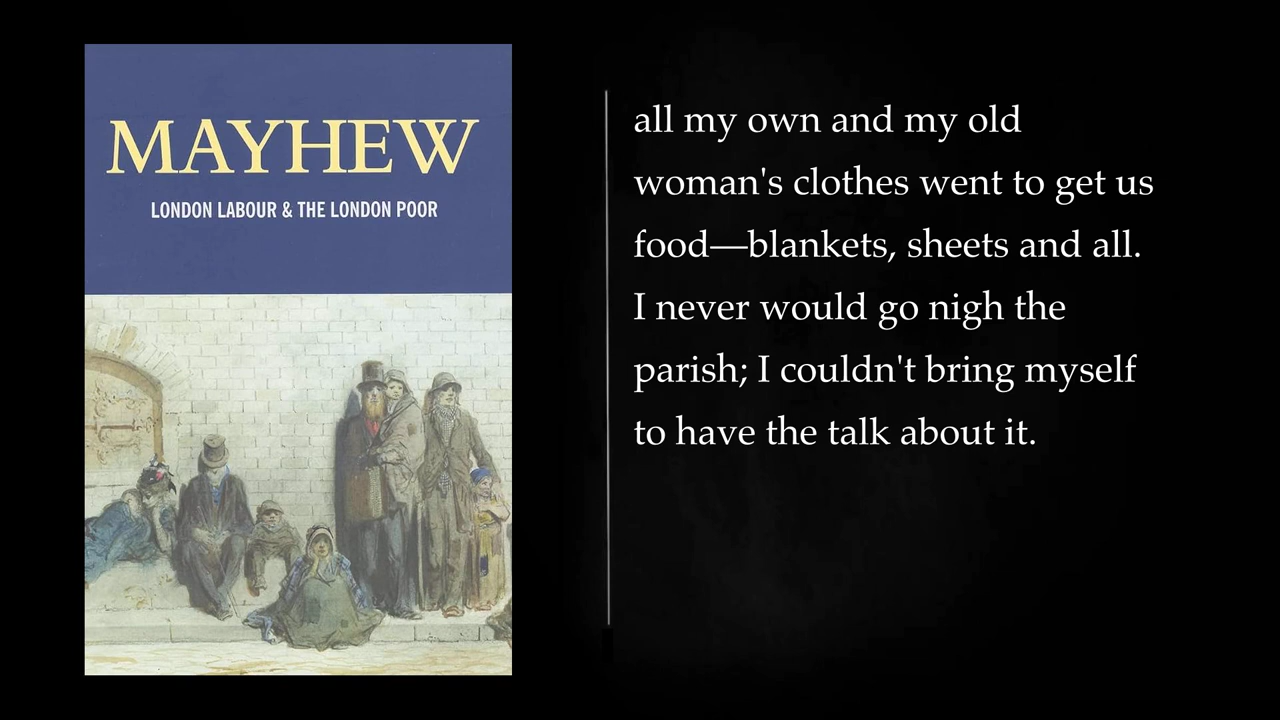 MAYHEW
LONDON LABOUR & THE LONDON POOR
all my own and my old
woman's clothes went to get us
food—blankets, sheets and all.
I never would go nigh the
parish; I couldn't bring myself
to have the talk about it.